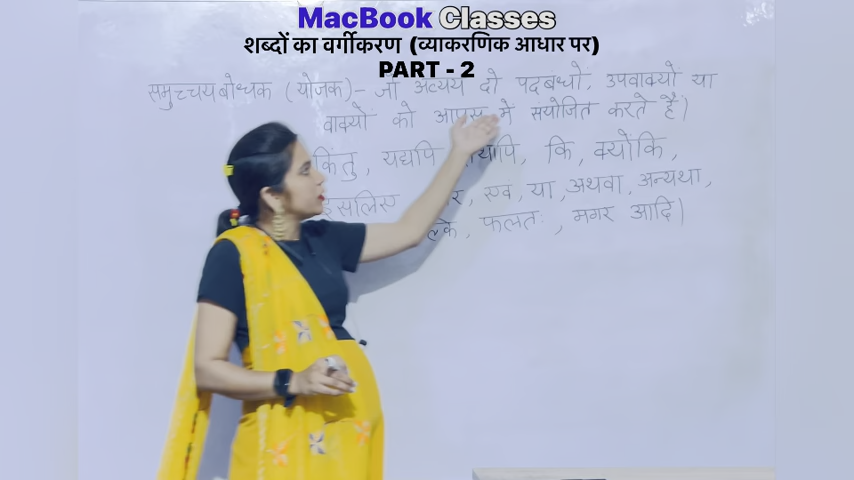 MacBook Classes
शब्दों का वर्गीकरण (व्याकरणिक आधार पर)
PART - 2
समुच्चयबोधक (योजक) - जो अव्यय दो पदबंधो, उपवाक्यो या
वाक्यों को आपस में संयोजित करते है।
किंतु, यद्यपि, कि, क्योंकि,
इसलिए, एवं, या, अथवा, अन्यथा,
फलतः, मगर आदि।